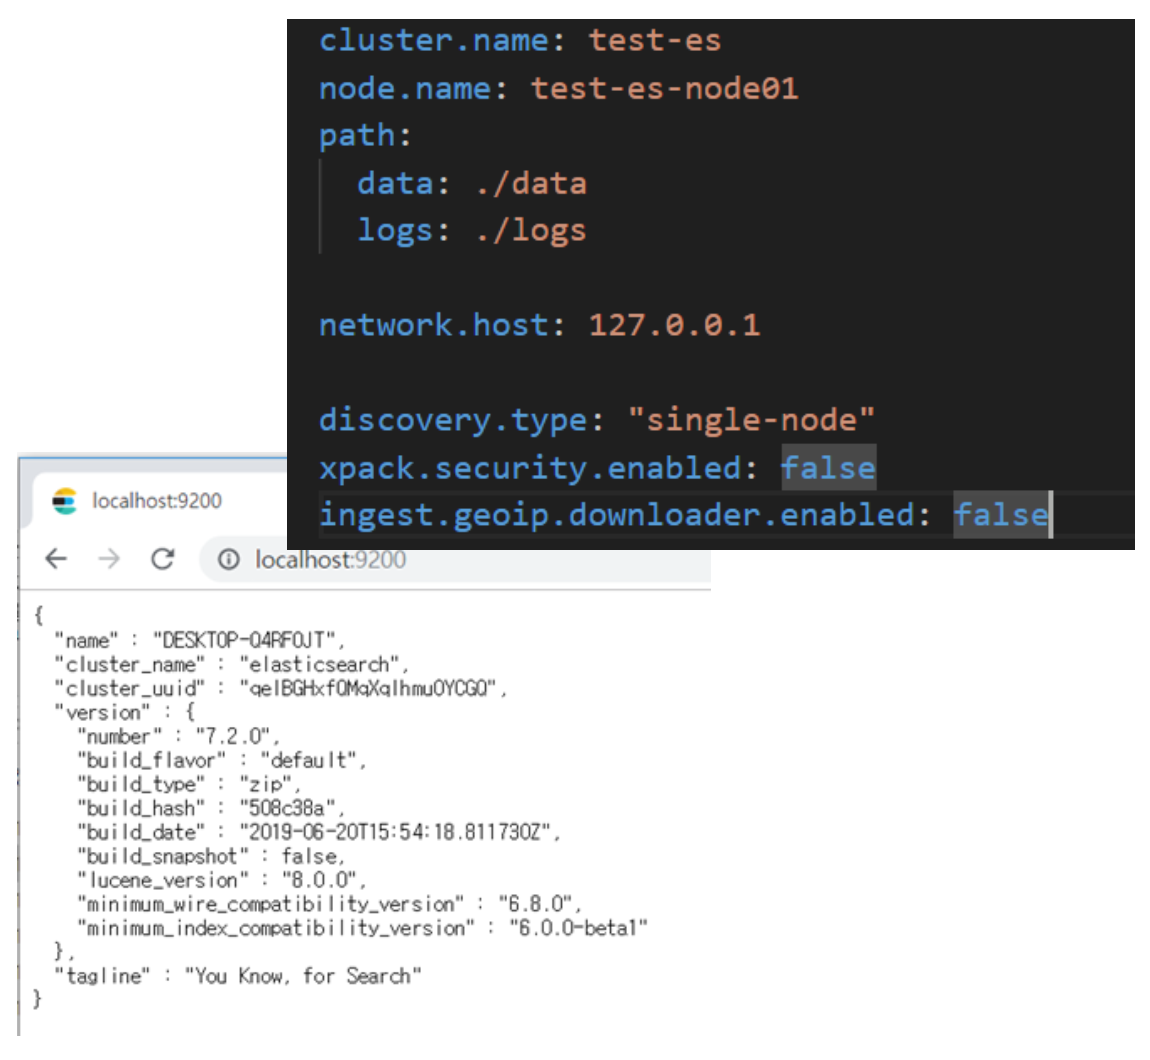 cluster.name: test-es
node.name: test-es-node01
path:
  data: ./data
  logs: ./logs
network.host: 127.0.0.1
discovery.type: "single-node"
xpack.security.enabled: false
ingest.geoip.downloader.enabled: false
localhost:9200
localhost:9200
{
  "name" : "DESKTOP-Q4RFOJT",
  "cluster_name" : "elasticsearch",
  "cluster_uuid" : "qelBGHxfQMqXqIhmuOYCGQ",
  "version" : {
    "number" : "7.2.0",
    "build_flavor" : "default",
    "build_type" : "zip",
    "build_hash" : "508c38a",
    "build_date" : "2019-06-20T15:54:18.811730Z",
    "build_snapshot" : false,
    "lucene_version" : "8.0.0",
    "minimum_wire_compatibility_version" : "6.8.0",
    "minimum_index_compatibility_version" : "6.0.0-beta1"
  },
  "tagline" : "You Know, for Search"
}